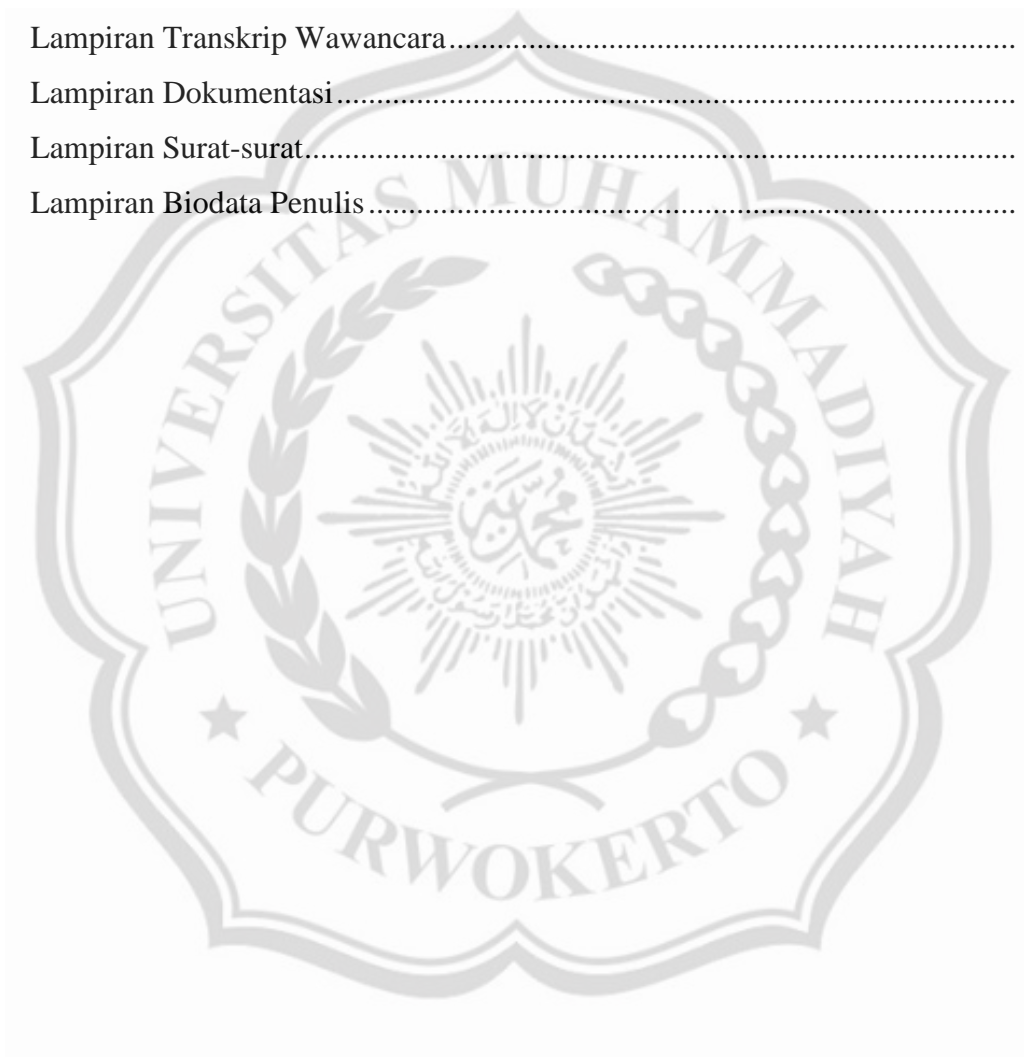 Lampiran Transkrip Wawancara......................................................................
Lampiran Dokumentasi....................................................................................
Lampiran Surat-surat........................................................................................
Lampiran Biodata Penulis................................................................................
UNIVERSITAS MUHAMMADIYAH
PURWOKERTO